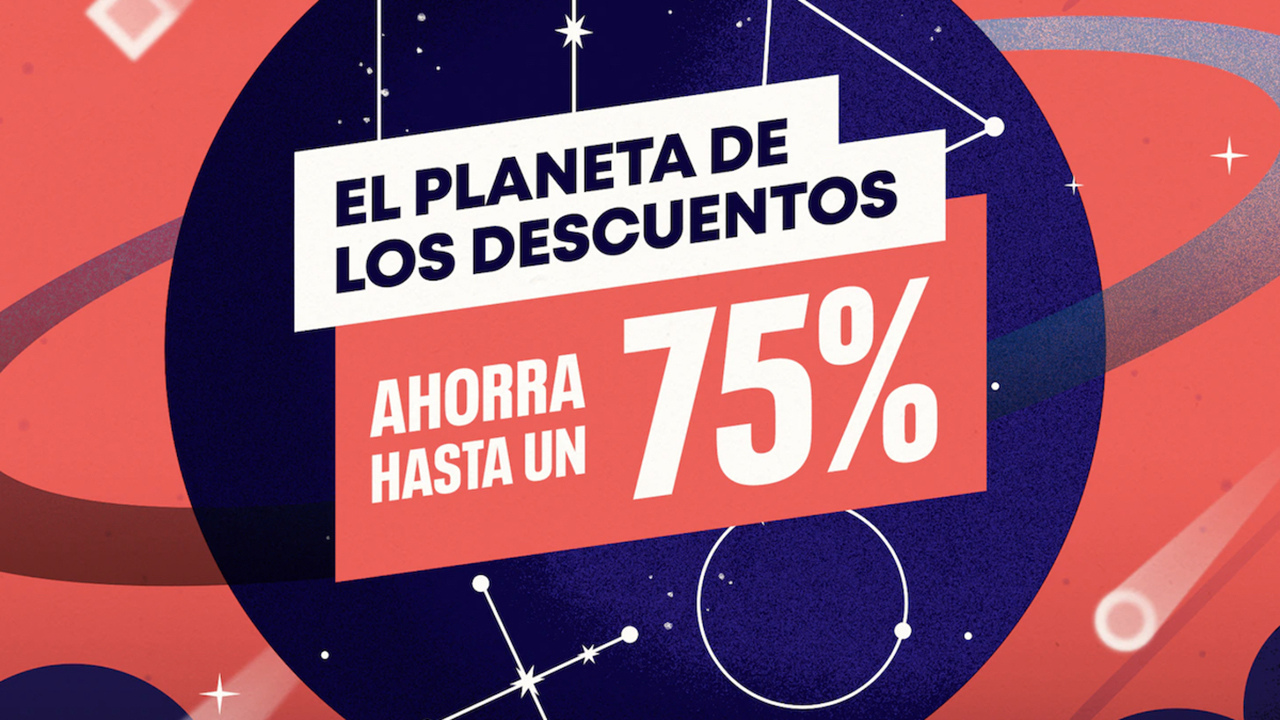 EL PLANETA DE
LOS DESCUENTOS
AHORRA
HASTA UN
75%